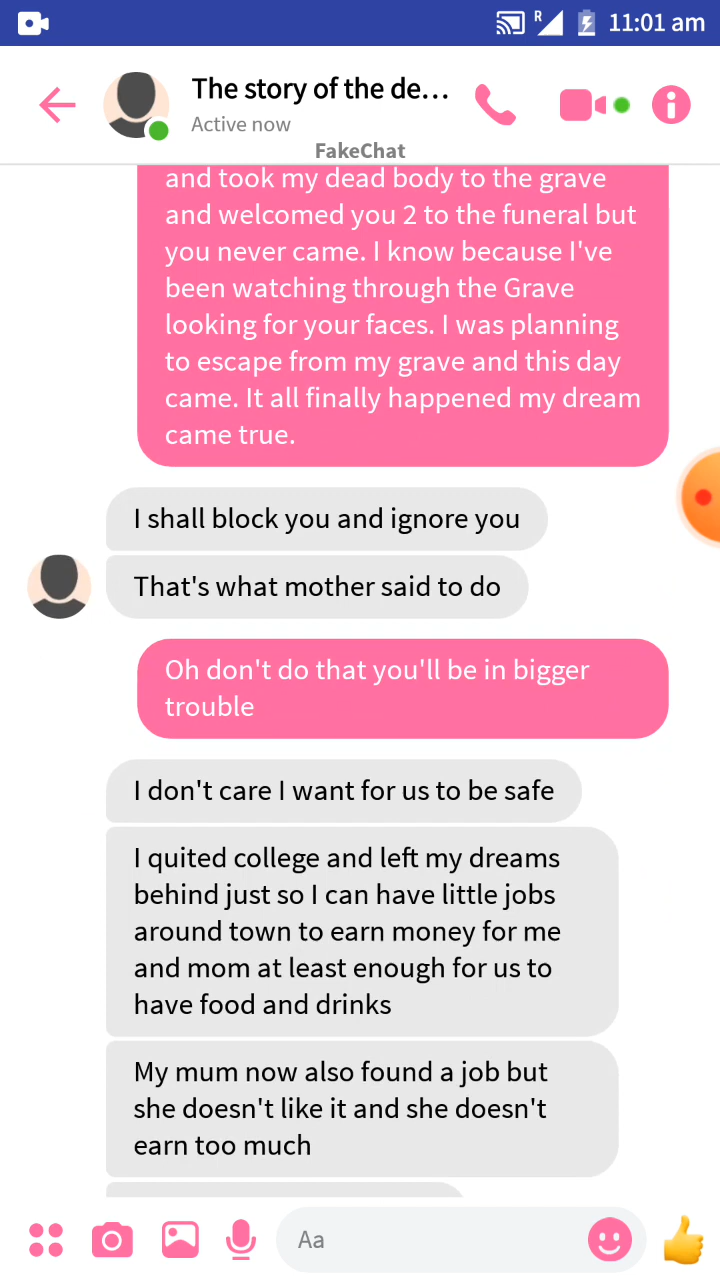 R 11:01 am
The story of the de...
Active now
FakeChat
and took my dead body to the grave
and welcomed you 2 to the funeral but
you never came. I know because I've
been watching through the Grave
looking for your faces. I was planning
to escape from my grave and this day
came. It all finally happened my dream
came true.
I shall block you and ignore you
That's what mother said to do
Oh don't do that you'll be in bigger
trouble
I don't care I want for us to be safe
I quited college and left my dreams
behind just so I can have little jobs
around town to earn money for me
and mom at least enough for us to
have food and drinks
My mum now also found a job but
she doesn't like it and she doesn't
earn too much
Aa